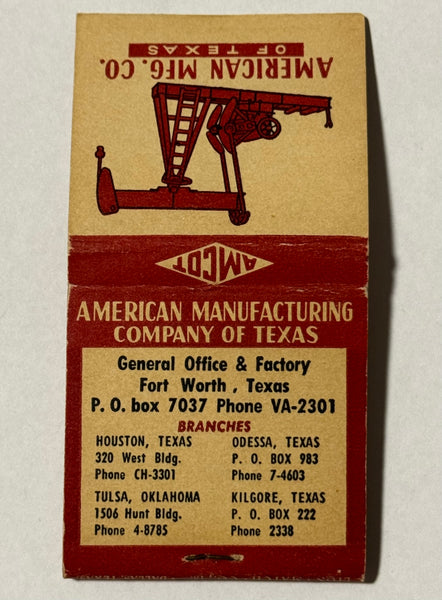 AMERICAN MFG. CO.
OF TEXAS
AMCOT
AMERICAN MANUFACTURING
COMPANY OF TEXAS
General Office & Factory
Fort Worth, Texas
P. O. box 7037 Phone VA-2301
BRANCHES
HOUSTON, TEXAS
320 West Bldg.
Phone CH-3301
ODESSA, TEXAS
P. O. BOX 983
Phone 7-4603
TULSA, OKLAHOMA
1506 Hunt Bldg.
Phone 4-8785
KILGORE, TEXAS
P. O. BOX 222
Phone 2338